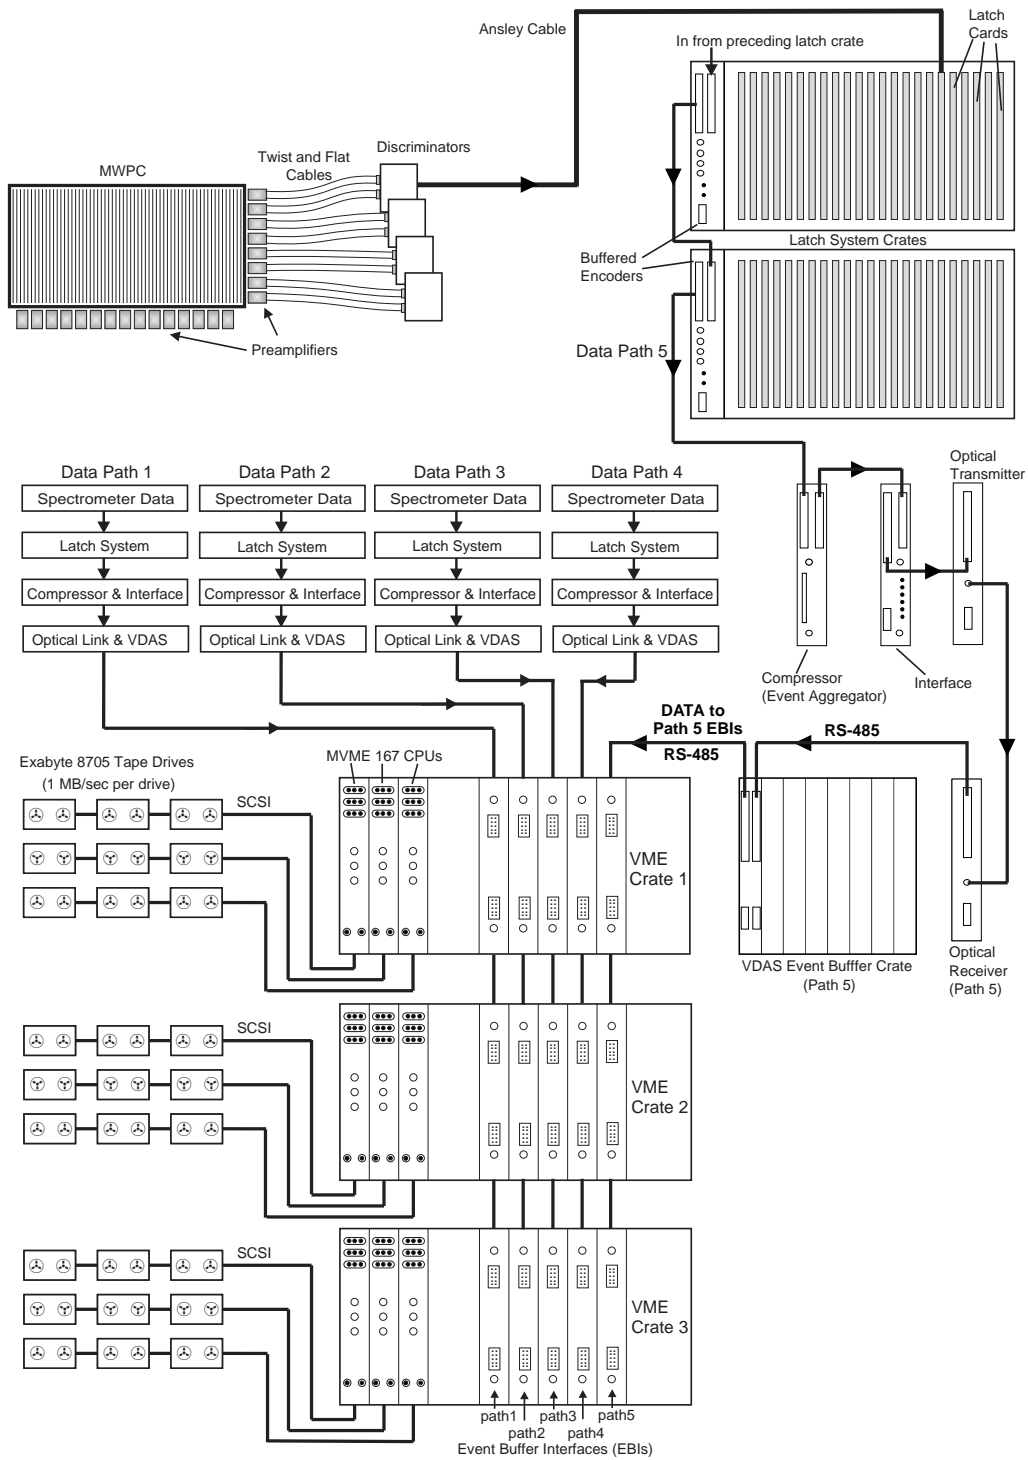 Ansley Cable
Latch
Cards
In from preceding latch crate
Twist and Flat
Cables
Discriminators
MWPC
Latch System Crates
Buffered
Encoders
Preamplifiers
Data Path 5
Optical
Transmitter
Data Path 1
Data Path 2
Data Path 3
Data Path 4
Spectrometer Data
Spectrometer Data
Spectrometer Data
Spectrometer Data
Latch System
Latch System
Latch System
Latch System
Compressor & Interface
Compressor & Interface
Compressor & Interface
Compressor & Interface
Optical Link & VDAS
Optical Link & VDAS
Optical Link & VDAS
Optical Link & VDAS
Compressor
(Event Aggregator)
Interface
DATA to
Path 5 EBIs
RS-485
RS-485
Exabyte 8705 Tape Drives
(1 MB/sec per drive)
MVME 167 CPUs
SCSI
VME
Crate 1
VDAS Event Bufffer Crate
(Path 5)
Optical
Receiver
(Path 5)
SCSI
VME
Crate 2
SCSI
VME
Crate 3
path1
path2
path3
path4
path5
Event Buffer Interfaces (EBIs)